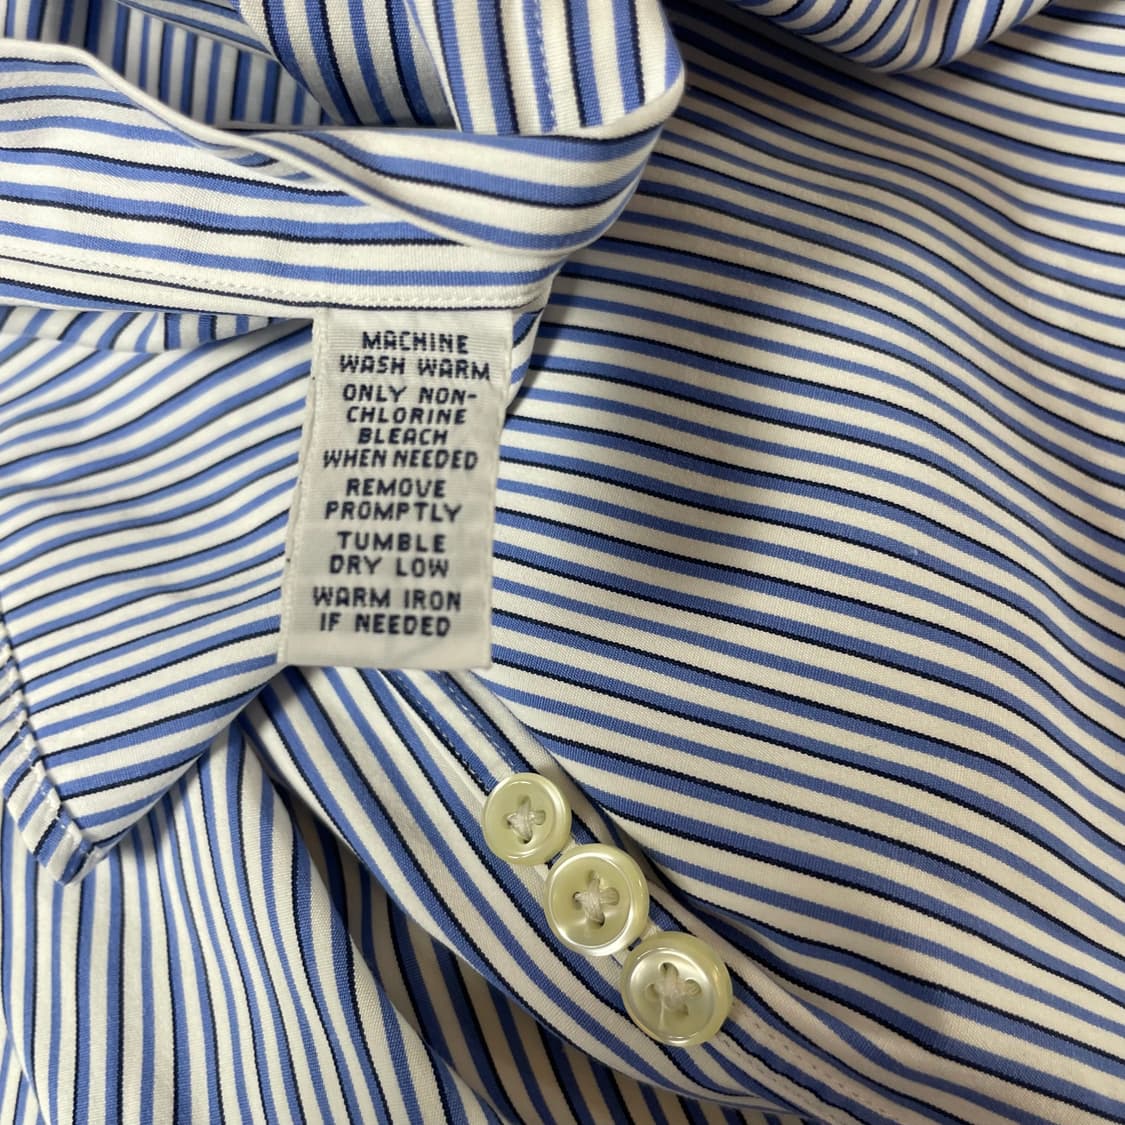 MACHINE
WASH WARM
ONLY NON-
CHLORINE
BLEACH
WHEN NEEDED
REMOVE
PROMPTLY
TUMBLE
DRY LOW
WARM IRON
IF NEEDED